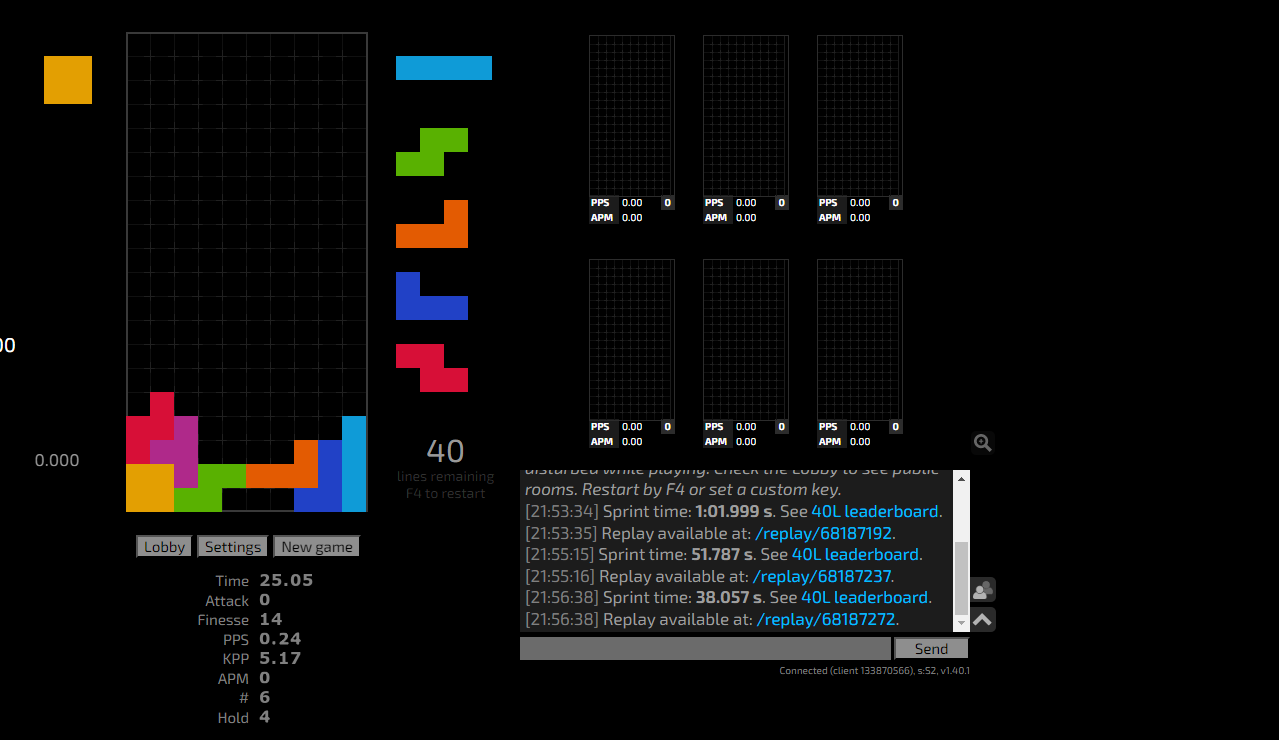 00
0.000
40
lines remaining
F4 to restart
Lobby Settings New game
Time 25.05
Attack 0
Finesse 14
PPS 0.24
KPP 5.17
APM 0
# 6
Hold 4
PPS 0.00 0
APM 0.00
PPS 0.00 0
APM 0.00
PPS 0.00 0
APM 0.00
PPS 0.00 0
APM 0.00
PPS 0.00 0
APM 0.00
PPS 0.00 0
APM 0.00
disturbed while playing. Check the Lobby to see public
rooms. Restart by F4 or set a custom key.
[21:53:34] Sprint time: 1:01.999 s. See 40L leaderboard.
[21:53:35] Replay available at: /replay/68187192.
[21:55:15] Sprint time: 51.787 s. See 40L leaderboard.
[21:55:16] Replay available at: /replay/68187237.
[21:56:38] Sprint time: 38.057 s. See 40L leaderboard.
[21:56:38] Replay available at: /replay/68187272.
Send
Connected (client 133870566), s:52, v1.40.1